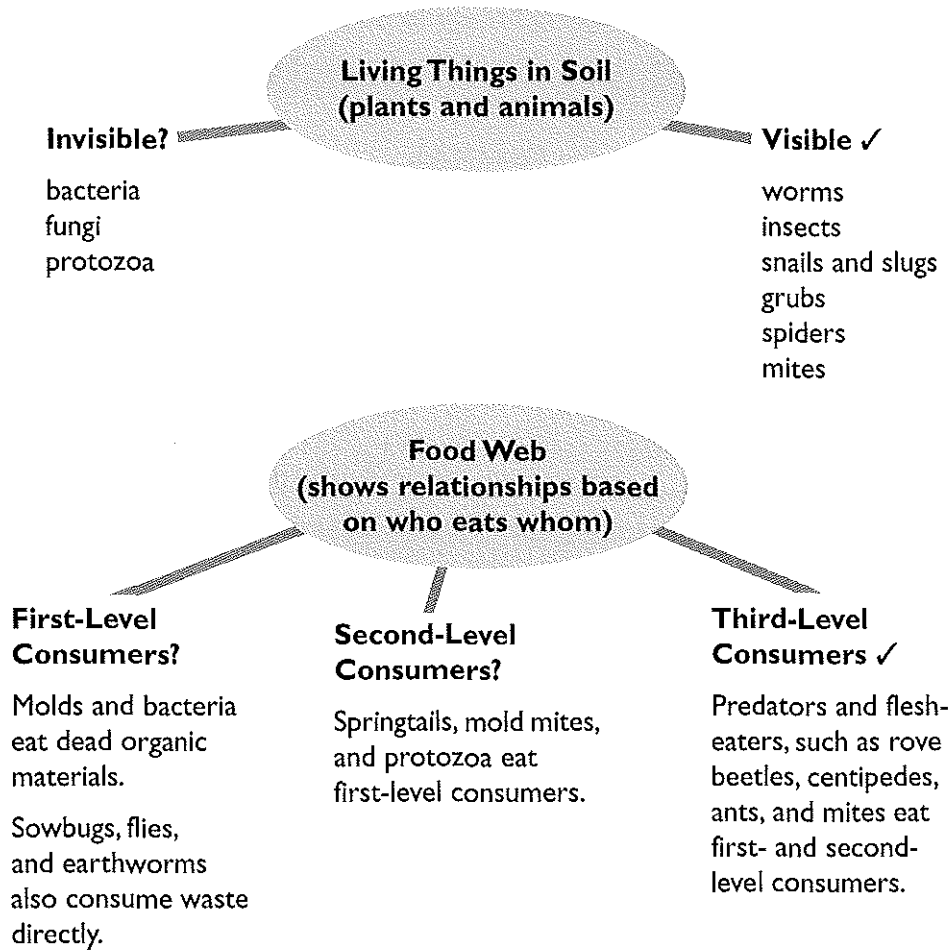 Living Things in Soil
(plants and animals)
Invisible?
bacteria
fungi
protozoa
Visible ✓
worms
insects
snails and slugs
grubs
spiders
mites
Food Web
(shows relationships based
on who eats whom)
First-Level
Consumers?
Molds and bacteria
eat dead organic
materials.
Sowbugs, flies,
and earthworms
also consume waste
directly.
Second-Level
Consumers?
Springtails, mold mites,
and protozoa eat
first-level consumers.
Third-Level
Consumers ✓
Predators and flesh-
eaters, such as rove
beetles, centipedes,
ants, and mites eat
first- and second-
level consumers.